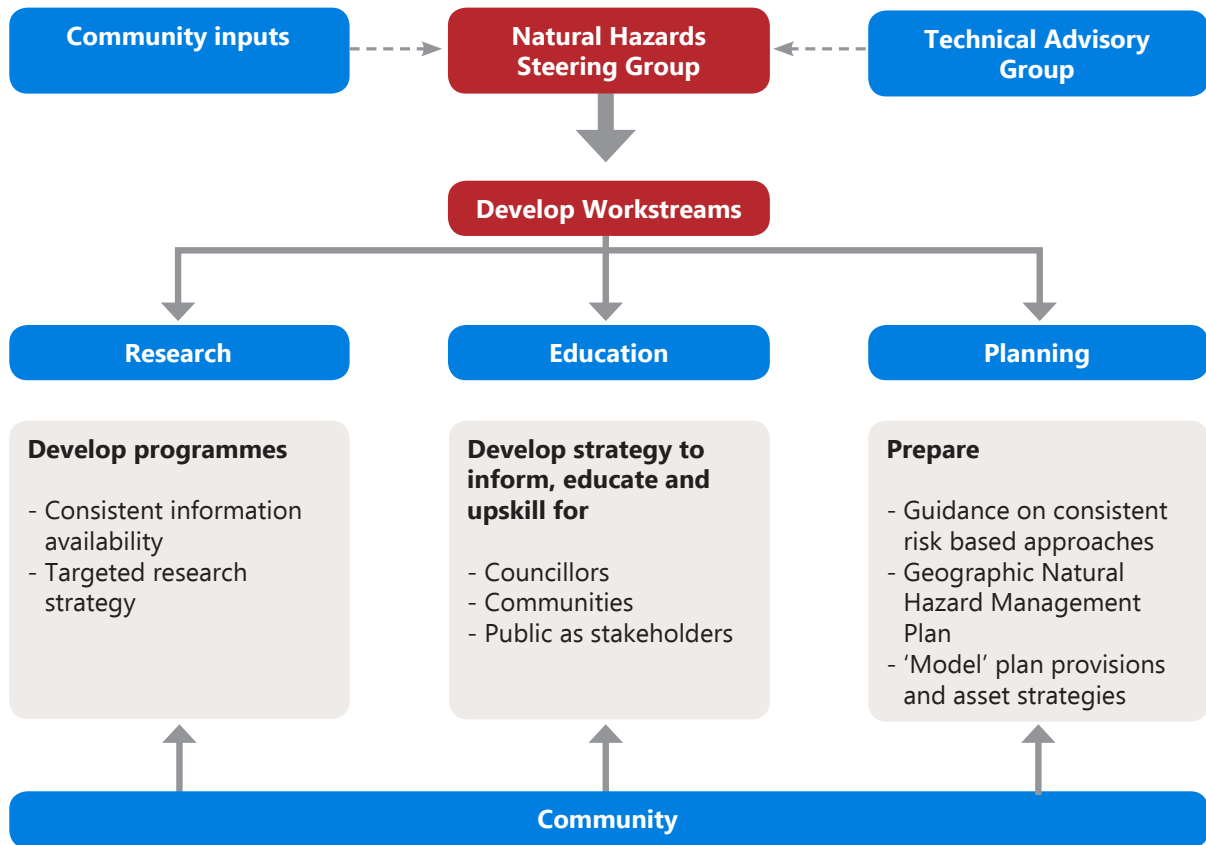 Community inputs
Natural Hazards
Steering Group
Technical Advisory
Group
Develop Workstreams
Research
Education
Planning
Develop programmes
- Consistent information
availability
- Targeted research
strategy
Develop strategy to
inform, educate and
upskill for
- Councillors
- Communities
- Public as stakeholders
Prepare
- Guidance on consistent
risk based approaches
- Geographic Natural
Hazard Management
Plan
- ‘Model’ plan provisions
and asset strategies
Community